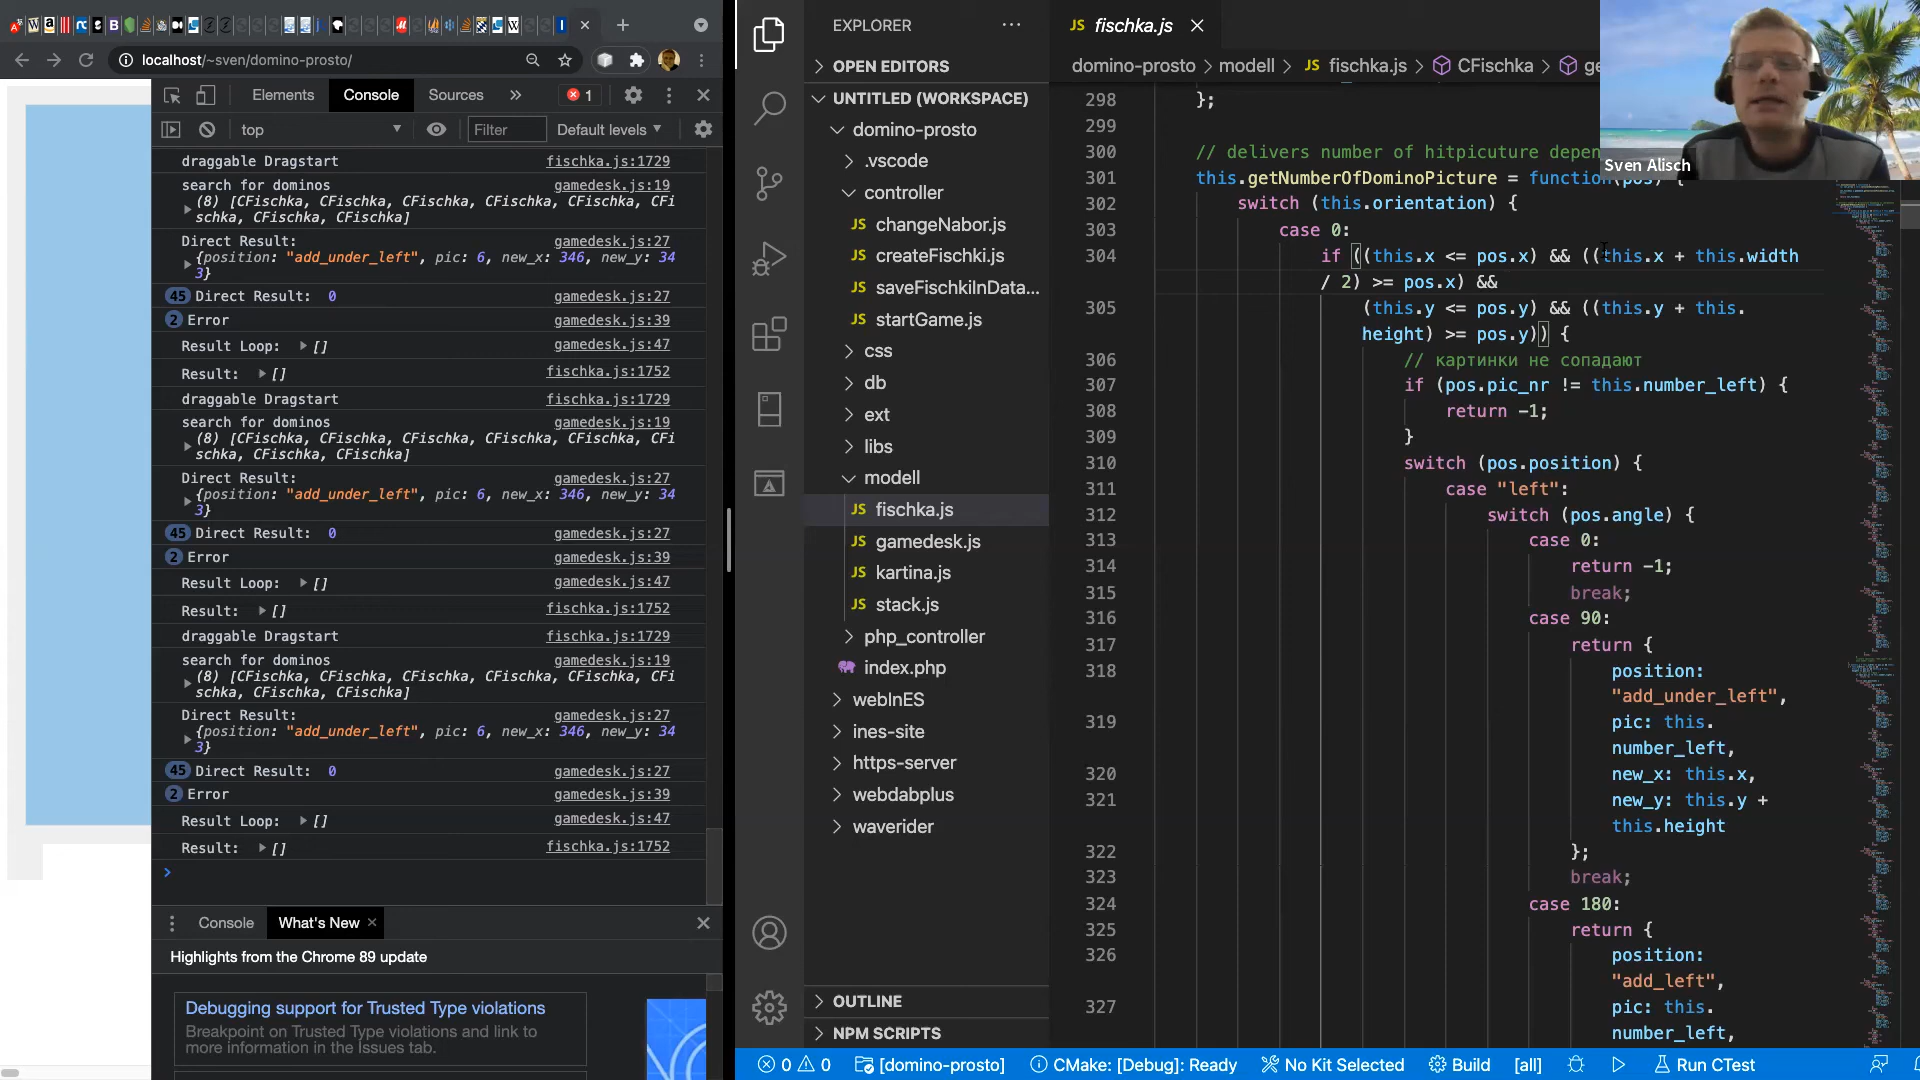 localhost/~sven/domino-prosto/
Elements Console Sources » 1
top Filter Default levels ▼
draggable Dragstart fischka.js:1729
search for dominos gamedesk.js:19
(8) [CFischka, CFischka, CFischka, CFischka, CFischka, CFi
schka, CFischka, CFischka]
Direct Result: gamedesk.js:27
{position: "add_under_left", pic: 6, new_x: 346, new_y: 34
3}
45 Direct Result: 0 gamedesk.js:27
2 Error gamedesk.js:39
Result Loop: ▶ [] gamedesk.js:47
Result: ▶ [] fischka.js:1752
draggable Dragstart fischka.js:1729
search for dominos gamedesk.js:19
(8) [CFischka, CFischka, CFischka, CFischka, CFischka, CFi
schka, CFischka, CFischka]
Direct Result: gamedesk.js:27
{position: "add_under_left", pic: 6, new_x: 346, new_y: 34
3}
45 Direct Result: 0 gamedesk.js:27
2 Error gamedesk.js:39
Result Loop: ▶ [] gamedesk.js:47
Result: ▶ [] fischka.js:1752
draggable Dragstart fischka.js:1729
search for dominos gamedesk.js:19
(8) [CFischka, CFischka, CFischka, CFischka, CFischka, CFi
schka, CFischka, CFischka]
Direct Result: gamedesk.js:27
{position: "add_under_left", pic: 6, new_x: 346, new_y: 34
3}
45 Direct Result: 0 gamedesk.js:27
2 Error gamedesk.js:39
Result Loop: ▶ [] gamedesk.js:47
Result: ▶ [] fischka.js:1752
Console What's New
Highlights from the Chrome 89 update
Debugging support for Trusted Type violations
Breakpoint on Trusted Type violations and link to
more information in the Issues tab.
EXPLORER
OPEN EDITORS
UNTITLED (WORKSPACE)
domino-prosto
.vscode
controller
JS changeNabor.js
JS createFischki.js
JS saveFischkiInData...
JS startGame.js
css
db
ext
libs
modell
JS fischka.js
JS gamedesk.js
JS kartina.js
JS stack.js
php_controller
index.php
webInES
ines-site
https-server
webdabplus
waverider
OUTLINE
NPM SCRIPTS
JS fischka.js
domino-prosto > modell > JS fischka.js > CFischka > ge
298 };
299
300 // delivers number of hitpicuture depen
301 this.getNumberOfDominoPicture = function(pos) {
302 switch (this.orientation) {
303 case 0:
304 if ((this.x <= pos.x) && ((this.x + this.width
/ 2) >= pos.x) &&
305 (this.y <= pos.y) && ((this.y + this.
height) >= pos.y)) {
306 // картинки не сопадают
307 if (pos.pic_nr != this.number_left) {
308 return -1;
309 }
310 switch (pos.position) {
311 case "left":
312 switch (pos.angle) {
313 case 0:
314 return -1;
315 break;
316 case 90:
317 return {
318 position:
"add_under_left",
319 pic: this.
number_left,
320 new_x: this.x,
321 new_y: this.y +
this.height
322 };
323 break;
324 case 180:
325 return {
326 position:
"add_left",
327 pic: this.
number_left,
Sven Alisch
0 0 [domino-prosto] CMake: [Debug]: Ready No Kit Selected Build [all] Run CTest